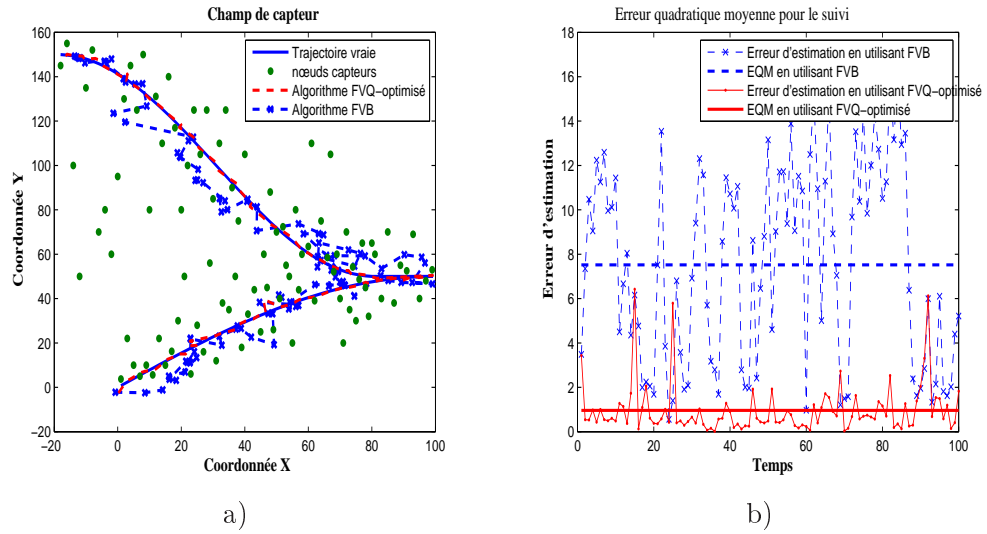 Champ de capteur
160
140
120
100
80
60
40
20
0
−20
−20
0
20
40
60
80
100
Coordonnée X
Coordonnée Y
Trajectoire vraie
nœuds capteurs
Algorithme FVQ−optimisé
Algorithme FVB
a)
Erreur quadratique moyenne pour le suivi
18
16
14
12
10
8
6
4
2
0
0
20
40
60
80
100
Temps
Erreur d'estimation
Erreur d'estimation en utilisant FVB
EQM en utilisant FVB
Erreur d'estimation en utilisant FVQ−optimisé
EQM en utilisant FVQ−optimisé
b)